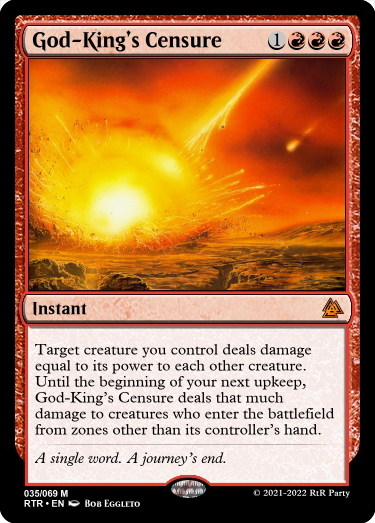 God-King's Censure 1
Instant
Target creature you control deals damage
equal to its power to each other creature.
Until the beginning of your next upkeep,
God-King's Censure deals that much
damage to creatures who enter the battlefield
from zones other than its controller's hand.
A single word. A journey's end.
035/069 M
RTR • EN Bob Eggleto
© 2021-2022 RtR Party